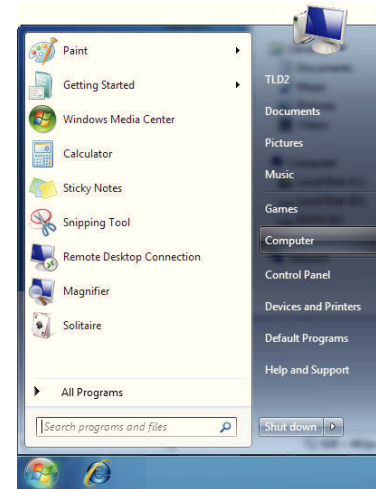 Paint
Getting Started
Windows Media Center
Calculator
Sticky Notes
Snipping Tool
Remote Desktop Connection
Magnifier
Solitaire
All Programs
Search programs and files
TLD2
Documents
Pictures
Music
Games
Computer
Control Panel
Devices and Printers
Default Programs
Help and Support
Shut down